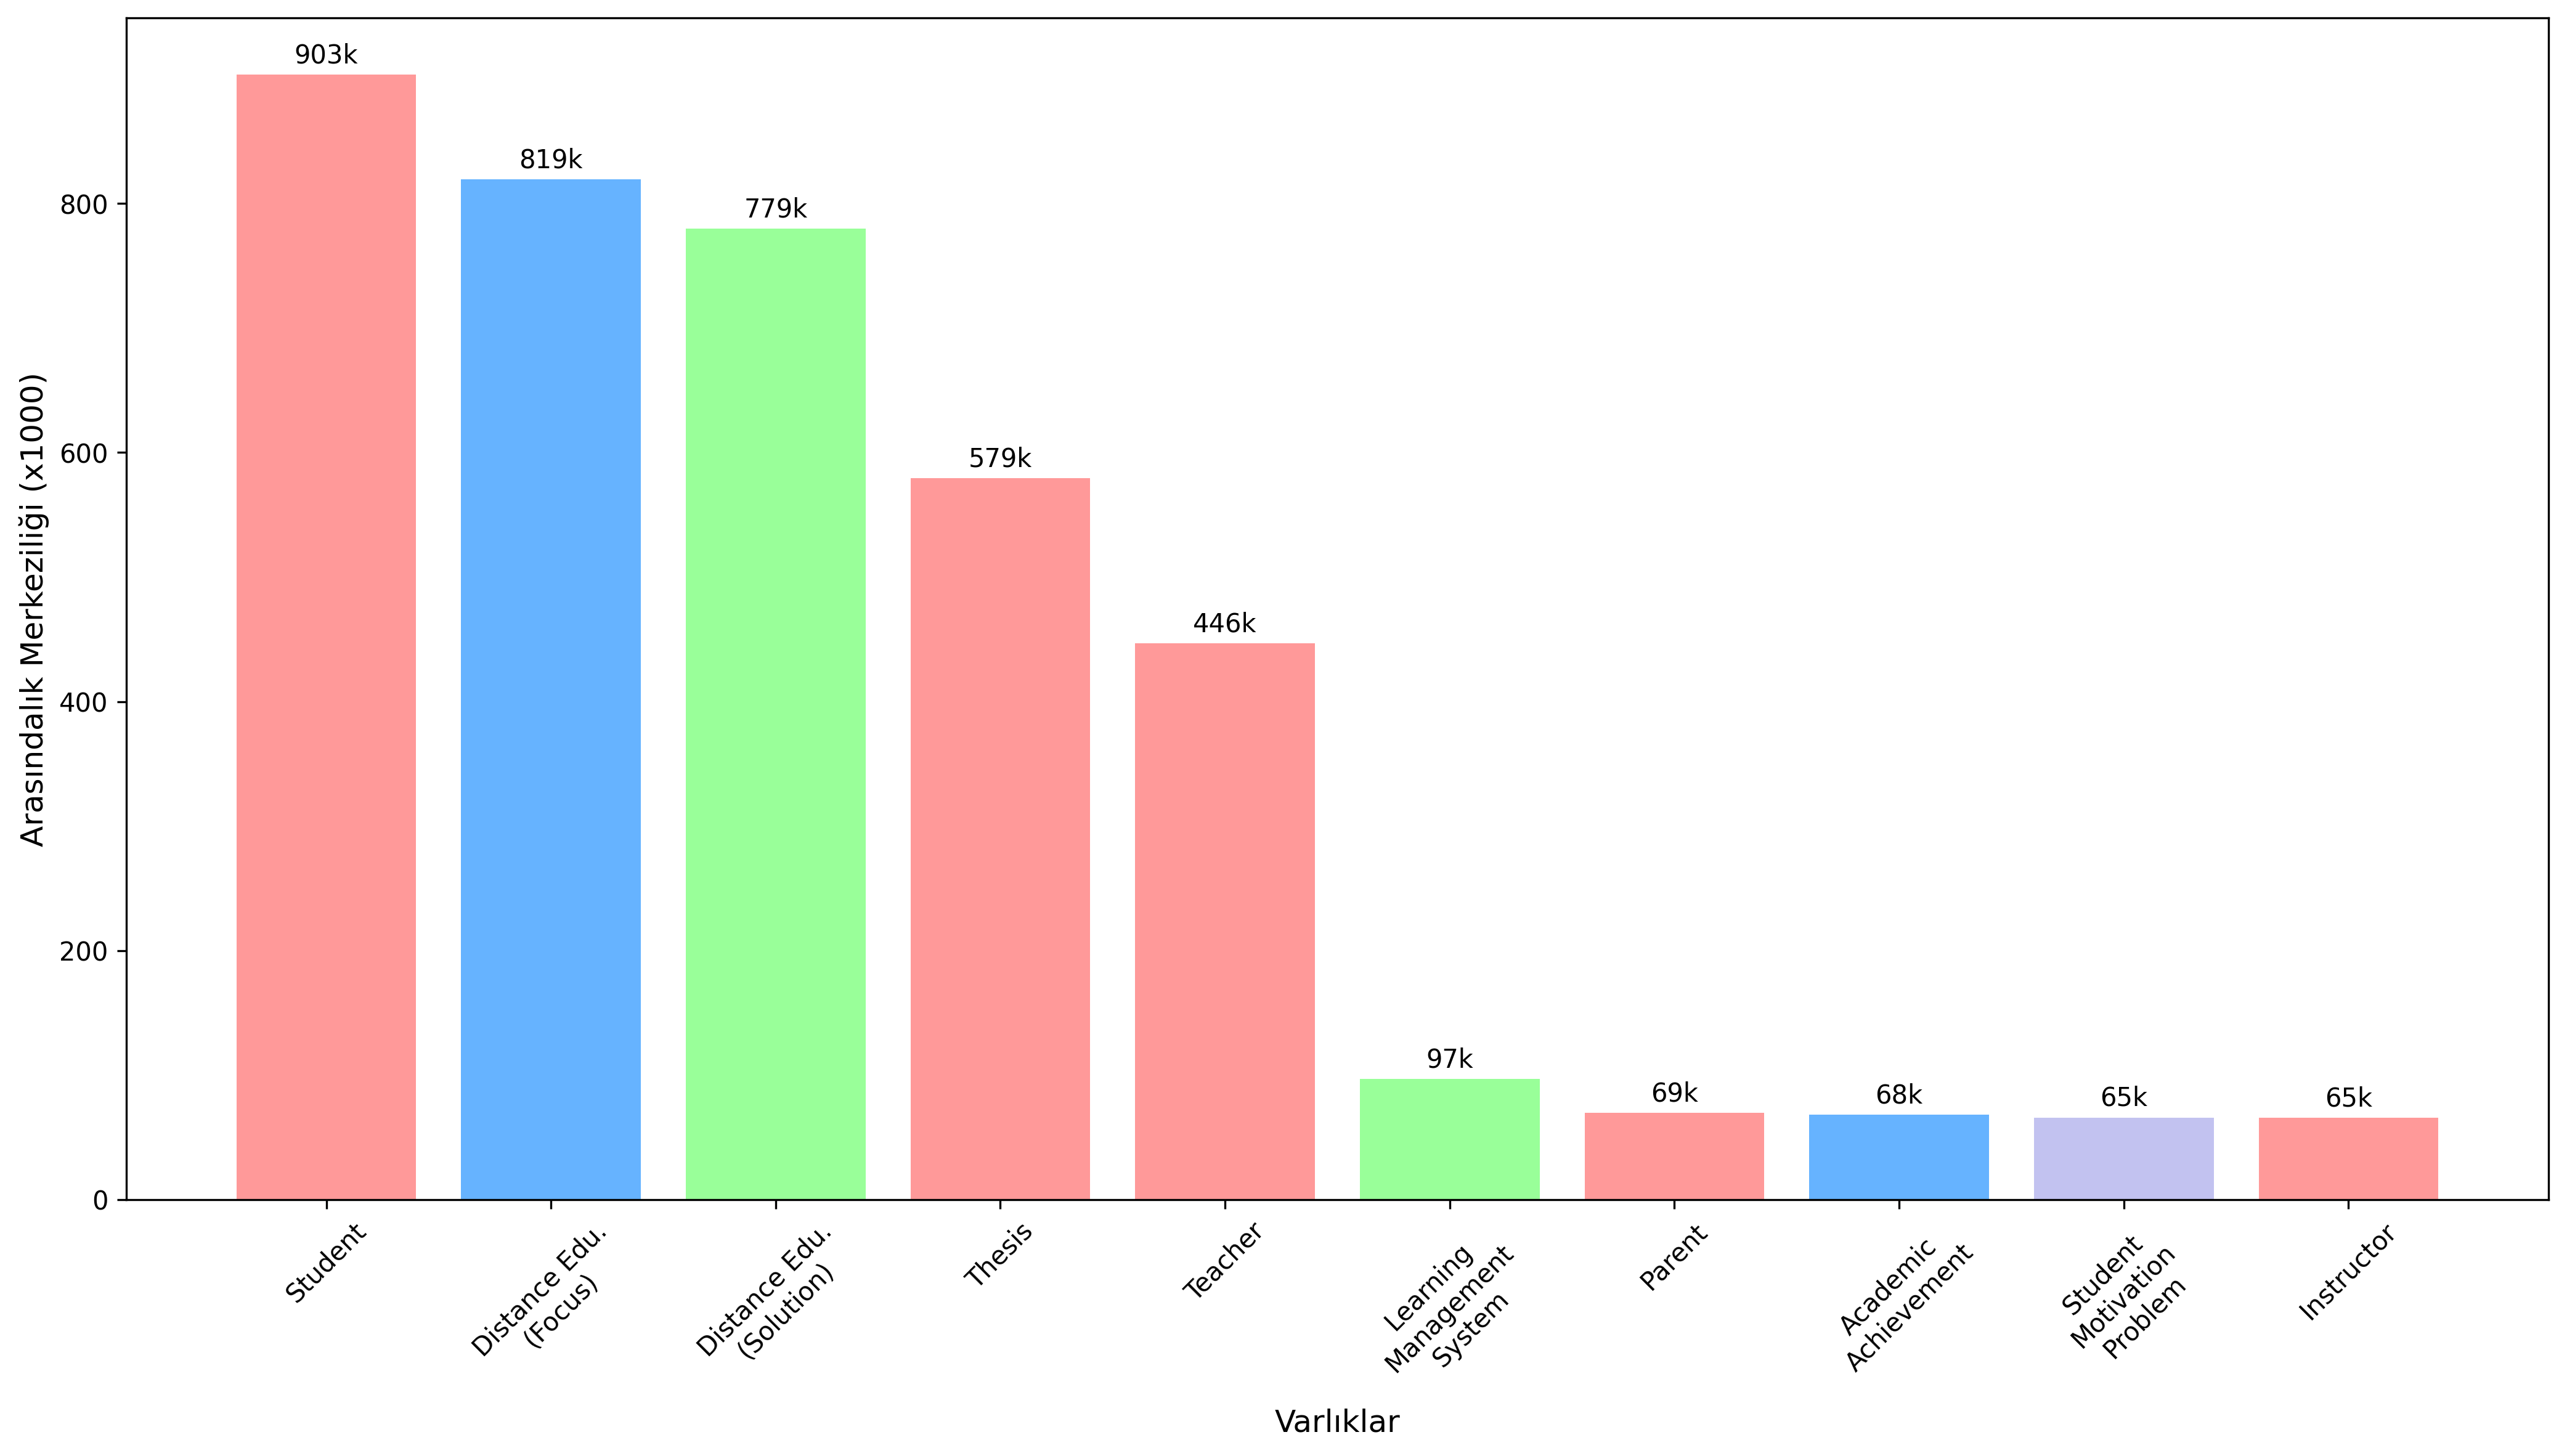 903k
819k
779k
579k
446k
97k
69k
68k
65k
65k
800
600
400
200
0
Arasındalık Merkeziliği (x1000)
Student
Distance Edu.
(Focus)
Distance Edu.
(Solution)
Thesis
Teacher
Learning
Management
System
Parent
Academic
Achievement
Student
Motivation
Problem
Instructor
Varlıklar